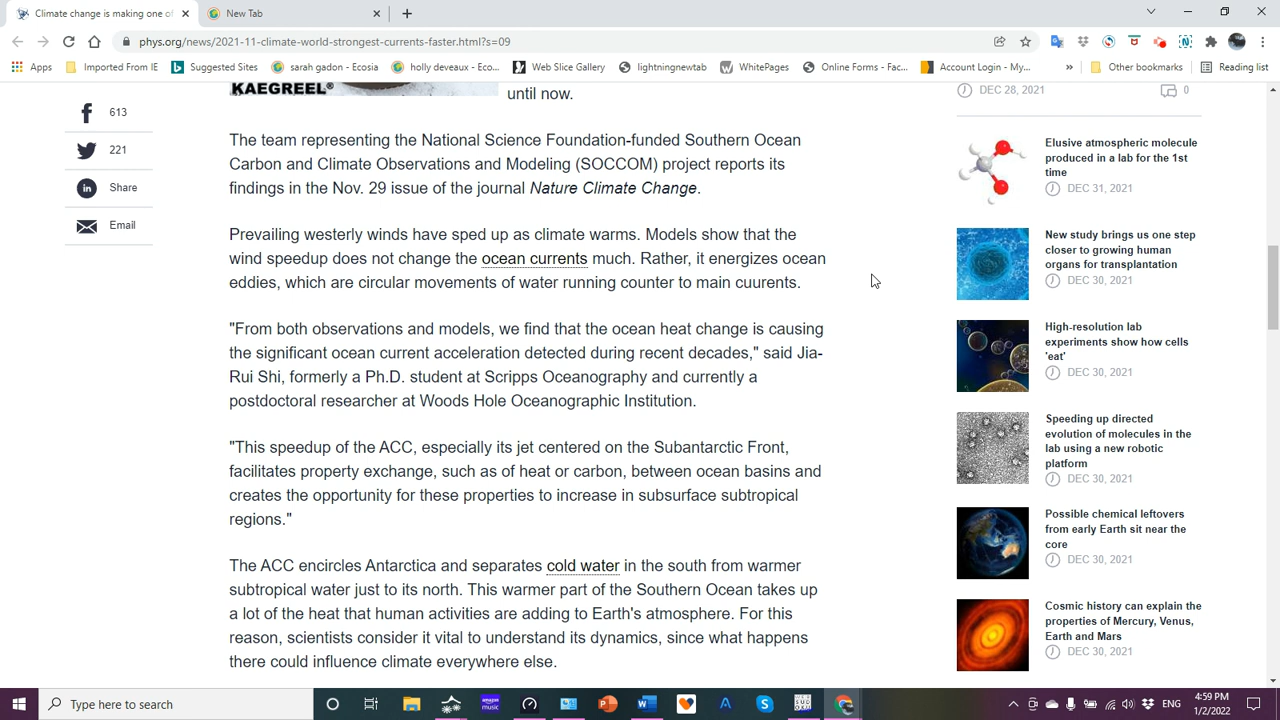 Climate change is making one of
New Tab
phys.org/news/2021-11-climate-world-strongest-currents-faster.html?s=09
Apps
Imported From IE
Suggested Sites
sarah gadon - Ecosia
holly deveaux - Eco...
Web Slice Gallery
lightningnewtab
WhitePages
Online Forms - Fac...
Account Login - My...
»
Other bookmarks
Reading list
KAEGREEL®
until now.
613
221
Share
Email
The team representing the National Science Foundation-funded Southern Ocean
Carbon and Climate Observations and Modeling (SOCCOM) project reports its
findings in the Nov. 29 issue of the journal Nature Climate Change.
Prevailing westerly winds have sped up as climate warms. Models show that the
wind speedup does not change the ocean currents much. Rather, it energizes ocean
eddies, which are circular movements of water running counter to main cuurents.
"From both observations and models, we find that the ocean heat change is causing
the significant ocean current acceleration detected during recent decades," said Jia-
Rui Shi, formerly a Ph.D. student at Scripps Oceanography and currently a
postdoctoral researcher at Woods Hole Oceanographic Institution.
"This speedup of the ACC, especially its jet centered on the Subantarctic Front,
facilitates property exchange, such as of heat or carbon, between ocean basins and
creates the opportunity for these properties to increase in subsurface subtropical
regions."
The ACC encircles Antarctica and separates cold water in the south from warmer
subtropical water just to its north. This warmer part of the Southern Ocean takes up
a lot of the heat that human activities are adding to Earth's atmosphere. For this
reason, scientists consider it vital to understand its dynamics, since what happens
there could influence climate everywhere else.
DEC 28, 2021
0
Elusive atmospheric molecule
produced in a lab for the 1st
time
DEC 31, 2021
New study brings us one step
closer to growing human
organs for transplantation
DEC 30, 2021
High-resolution lab
experiments show how cells
'eat'
DEC 30, 2021
Speeding up directed
evolution of molecules in the
lab using a new robotic
platform
DEC 30, 2021
Possible chemical leftovers
from early Earth sit near the
core
DEC 30, 2021
Cosmic history can explain the
properties of Mercury, Venus,
Earth and Mars
DEC 30, 2021
Type here to search
ENG
4:59 PM
1/2/2022